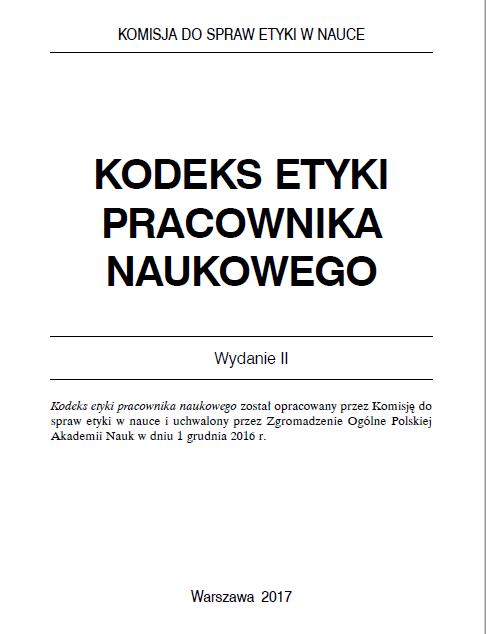 KOMISJA DO SPRAW ETYKI W NAUCE
KODEKS ETYKI
PRACOWNIKA
NAUKOWEGO
Wydanie II
Kodeks etyki pracownika naukowego został opracowany przez Komisję do
spraw etyki w nauce i uchwalony przez Zgromadzenie Ogólne Polskiej
Akademii Nauk w dniu 1 grudnia 2016 r.
Warszawa 2017